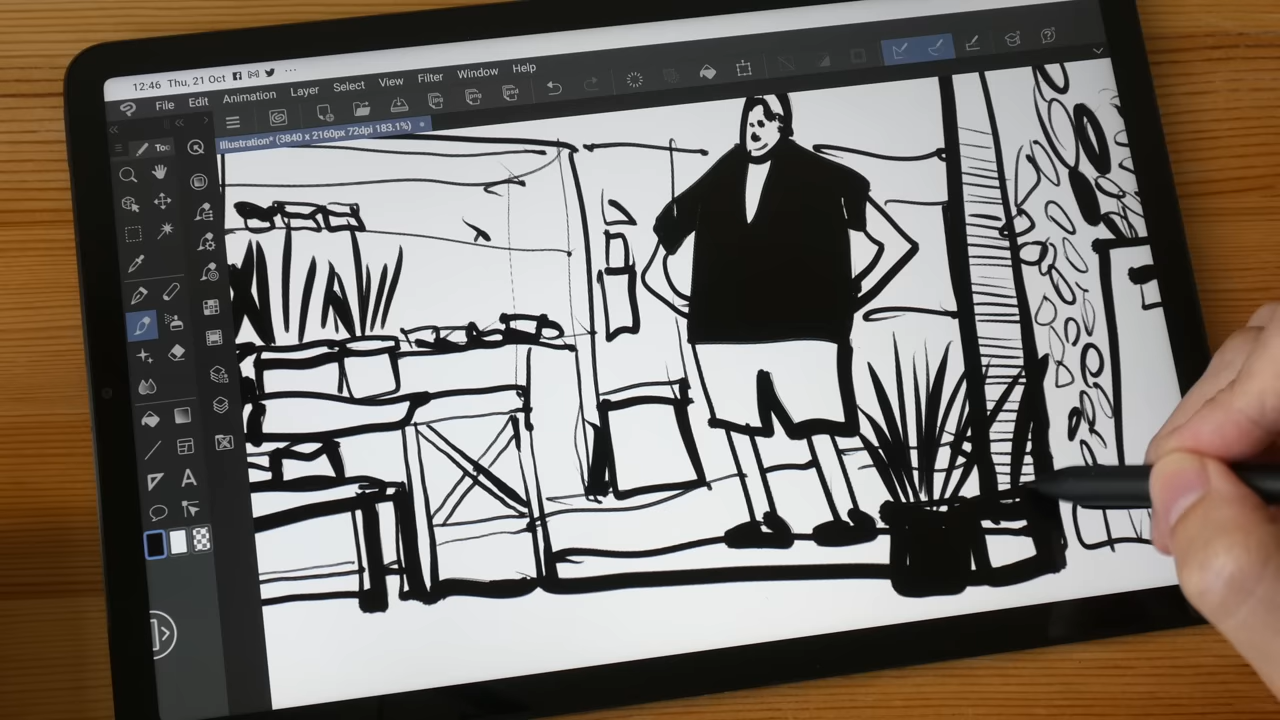 12:46 Thu, 21 Oct
File Edit Animation Layer Select View Filter Window Help
Illustration* (3840 x 2160px 72dpi 183.1%)
Too